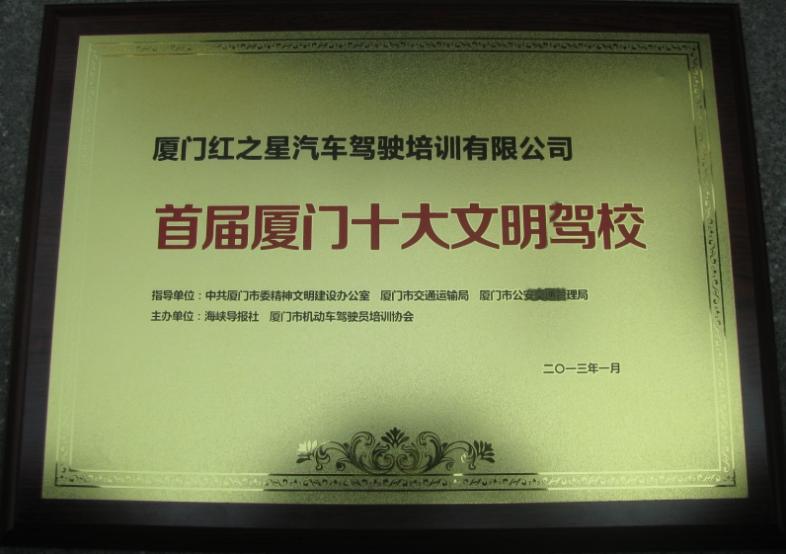 厦门红之星汽车驾驶培训有限公司
首届厦门十大文明驾校
指导单位：中共厦门市委精神文明建设办公室 厦门市交通运输局 厦门市公安 理局
主办单位：海峡导报社 厦门市机动车驾驶员培训协会
二〇一三年一月